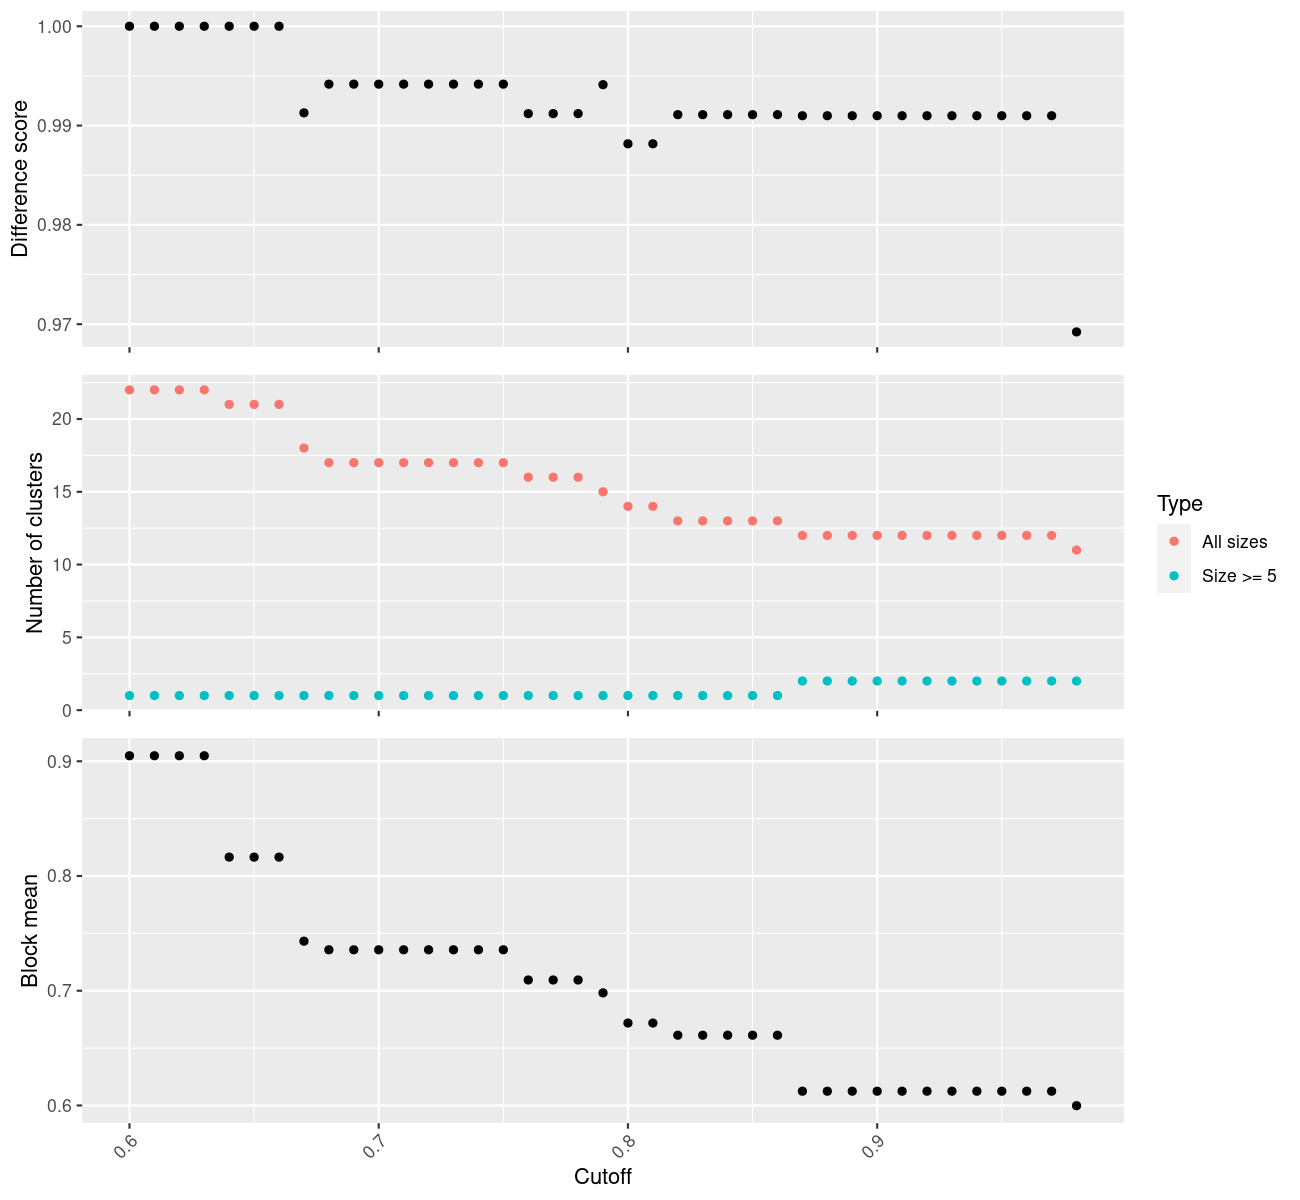 1.00
0.99
0.98
0.97
Difference score
20
15
10
5
0
Number of clusters
Type
All sizes
Size >= 5
0.9
0.8
0.7
0.6
Block mean
0.6 0.7 0.8 0.9
Cutoff